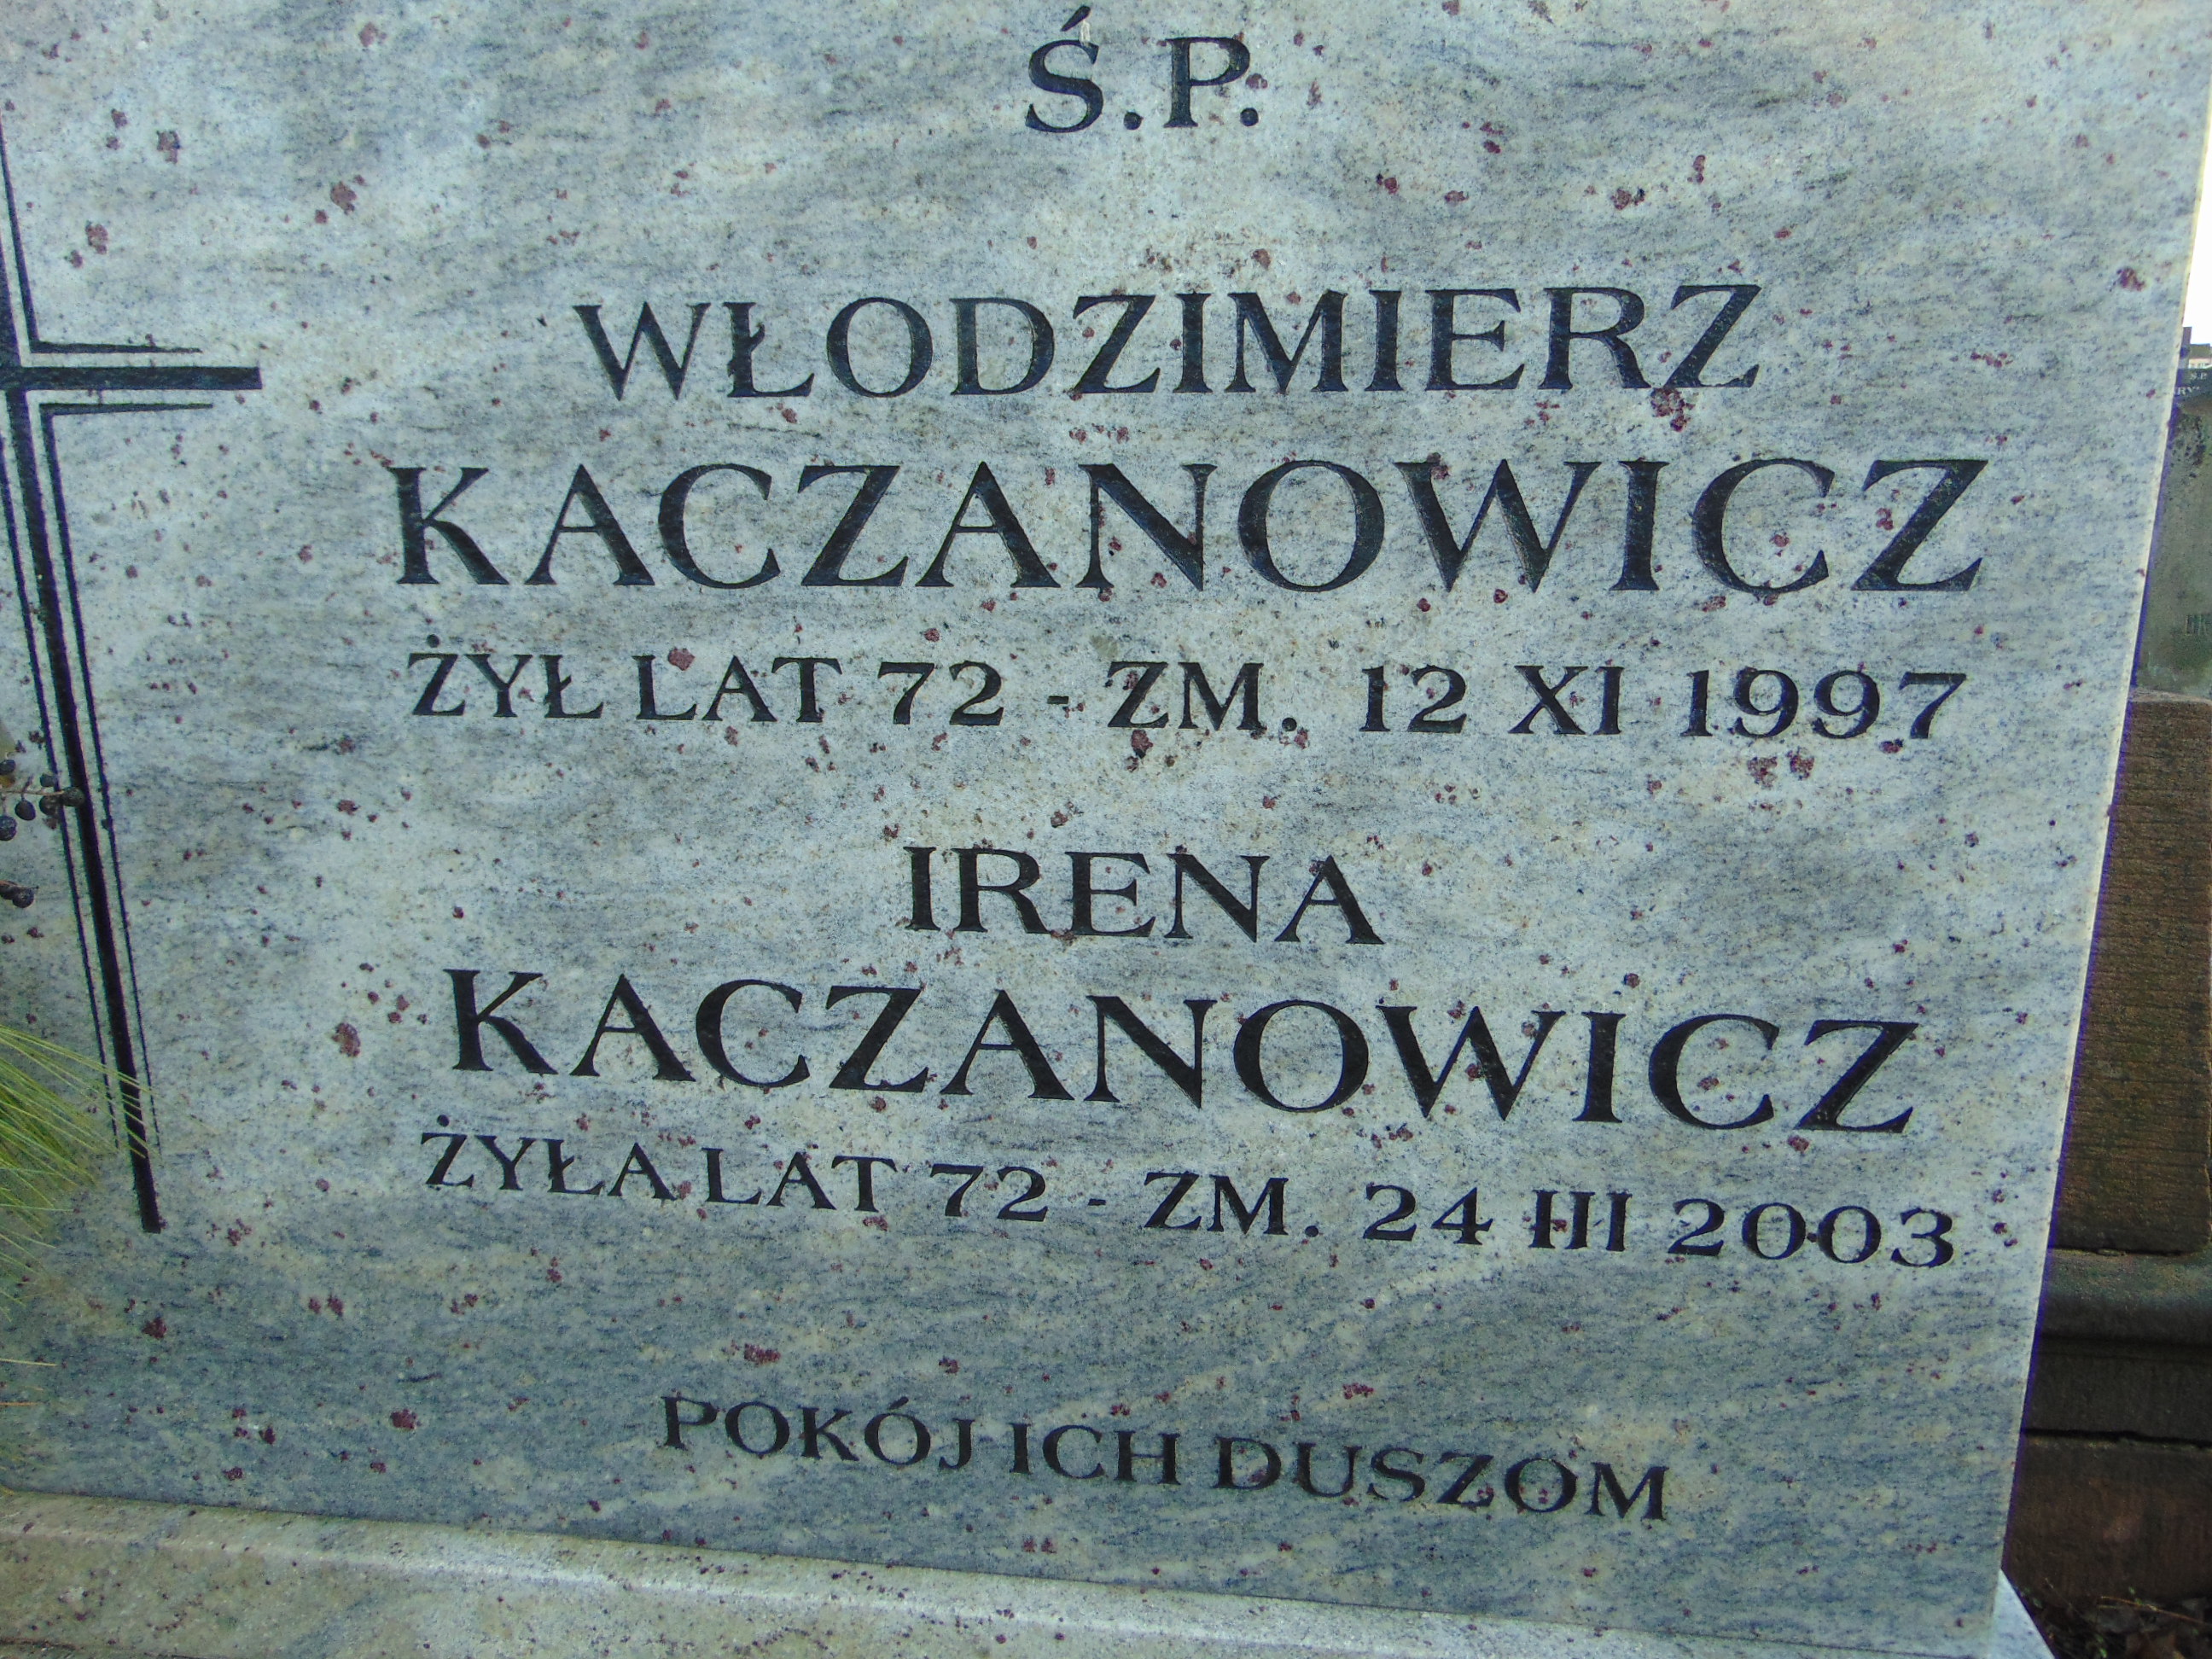 Ś.P.
WŁODZIMIERZ
KACZANOWICZ
ŻYŁ LAT 72 - ZM. 12 XI 1997
IRENA
KACZANOWICZ
ŻYŁA LAT 72 - ZM. 24 III 2003
POKÓJ ICH DUSZOM